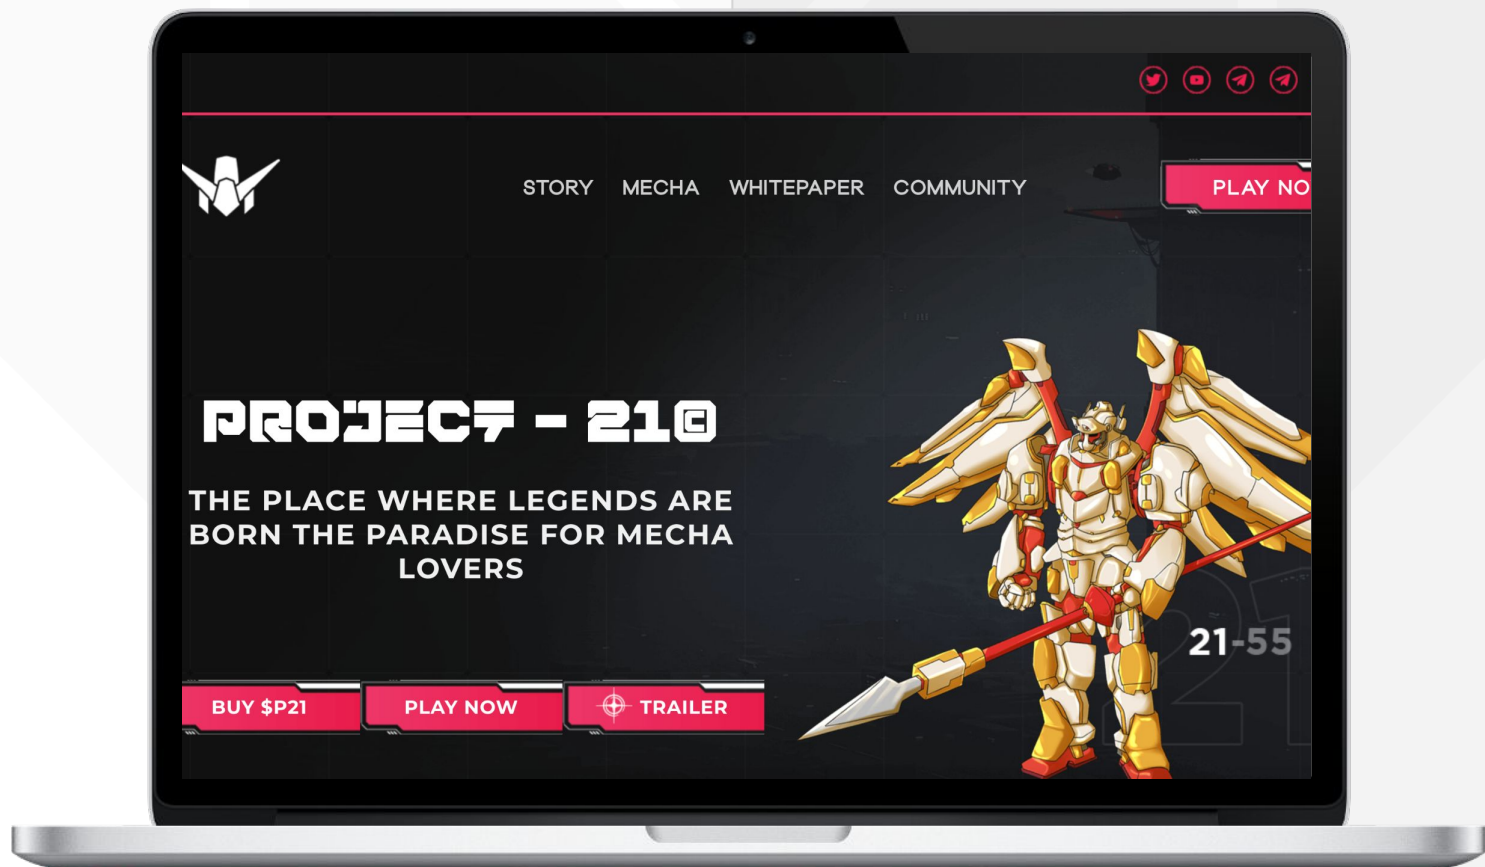 STORY MECHA WHITEPAPER COMMUNITY PLAY NO
PROJECT - 21©
THE PLACE WHERE LEGENDS ARE
BORN THE PARADISE FOR MECHA
LOVERS
21-55
BUY $P21 PLAY NOW TRAILER